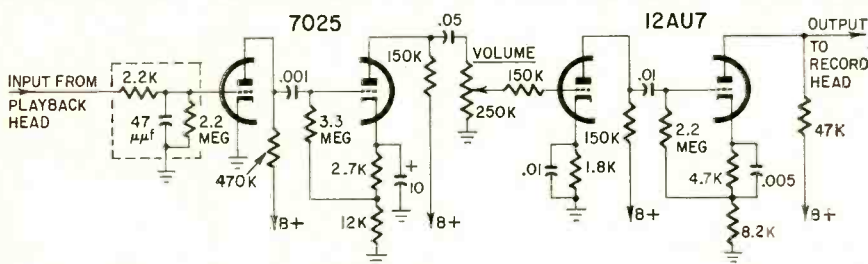 7025
12AU7
OUTPUT
TO
RECORD
HEAD
INPUT FROM
PLAYBACK
HEAD
2.2K
47
µµf
2.2
MEG
470K
B+
.001
3.3
MEG
2.7K
+
10
12K
150K
B+
.05
VOLUME
250K
150K
.01
1.8K
150K
B+
.01
2.2
MEG
4.7K
.005
8.2K
47K
B+